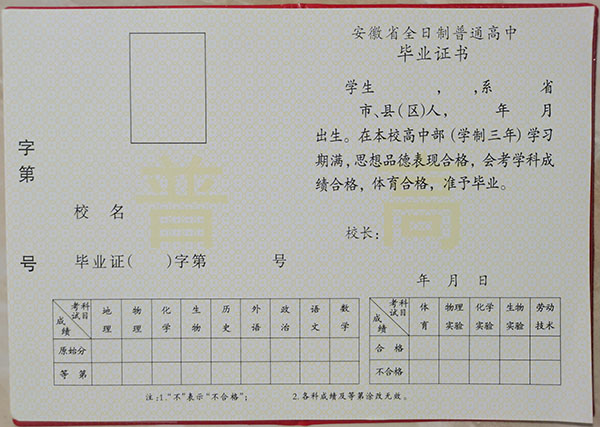 安徽省全日制普通高中
毕业证书
学生 , ,系 省
市、县(区)人, 年 月
出生。在本校高中部(学制三年)学习
期满,思想品德表现合格,会考学科成
绩合格,体育合格,准予毕业。
校长:
年 月 日
字第 号
普高
校 名
毕业证( )字第 号
考试科目 成绩 地理 物理 化学 生物 历史 外语 政治 语文 数学
原始分
等 第
考试科目 成绩 体育 物理实验 化学实验 生物实验 劳动技术
合 格
不合格
注:1.“不”表示“不合格”; 2.各科成绩及等第涂改无效。